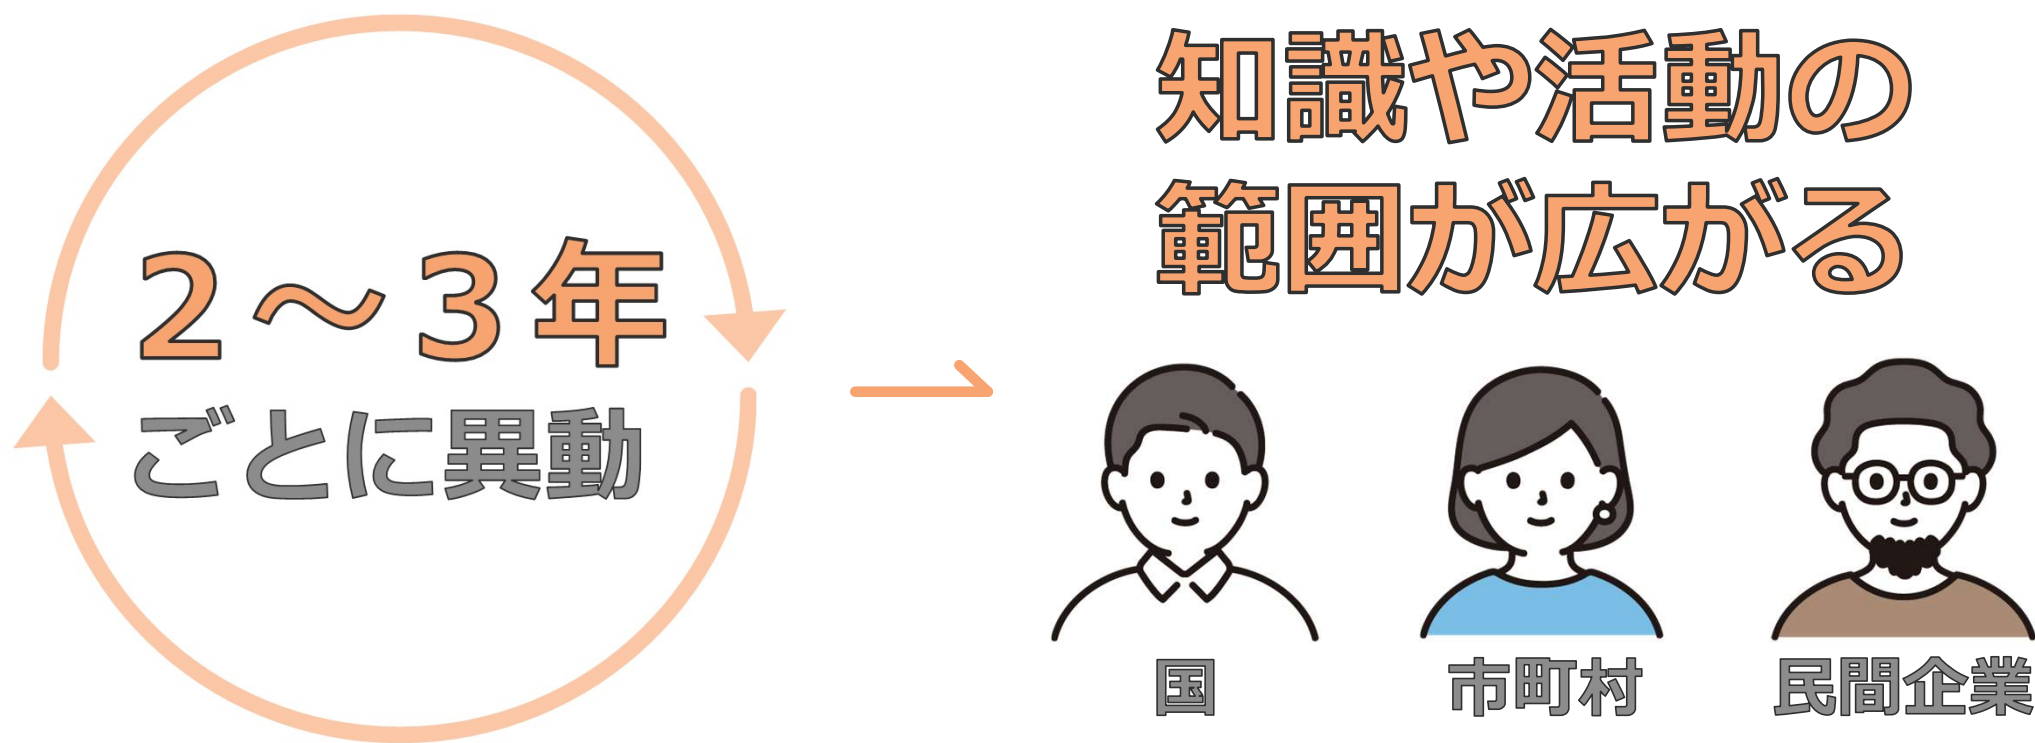 2～3年
ごとに異動
知識や活動の
範囲が広がる
国
市町村
民間企業